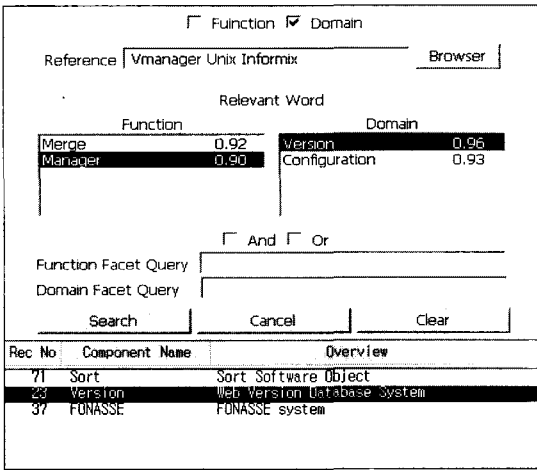 Fuinction Domain
Reference Vmanager Unix Informix Browser
Relevant Word
Function Domain
Merge 0.92 Version 0.96
Manager 0.90 Configuration 0.93
And Or
Function Facet Query
Domain Facet Query
Search Cancel Clear
Rec No Component Name Overview
71 Sort Sort Software Object
23 Version Web Version Database System
37 FONASSE FONASSE system